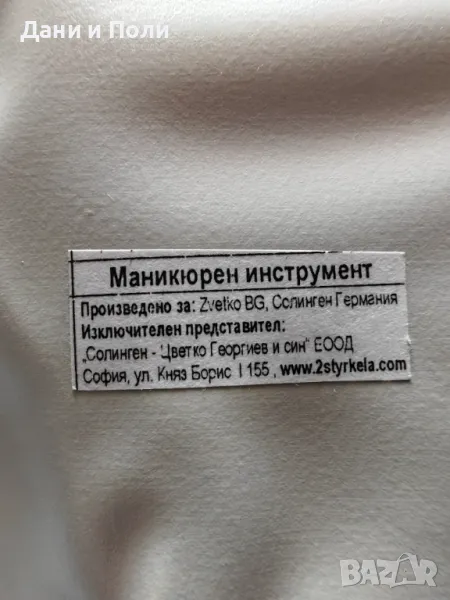 Дани и Поли
Маникюрен инструмент
Произведено за: Zvetko BG, Солинген Германия
Изключителен представител:
„Солинген - Цветко Георгиев и син" ЕООД
София, ул. Княз Борис I 155 , www.2styrkela.com
BAZAR